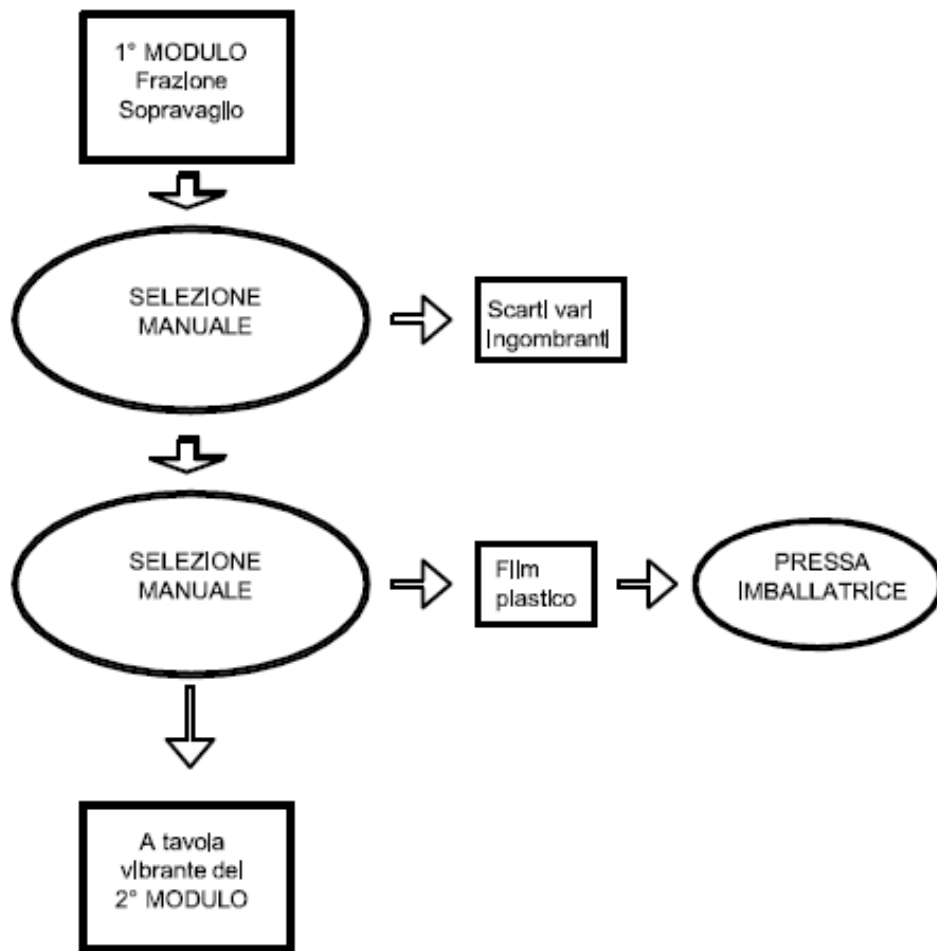 1° MODULO
Frazione
Sopravaglio
SELEZIONE
MANUALE
Scarti vari
Ingombranti
SELEZIONE
MANUALE
Film
plastico
PRESSA
IMBALLATRICE
A tavola
vibrante del
2° MODULO